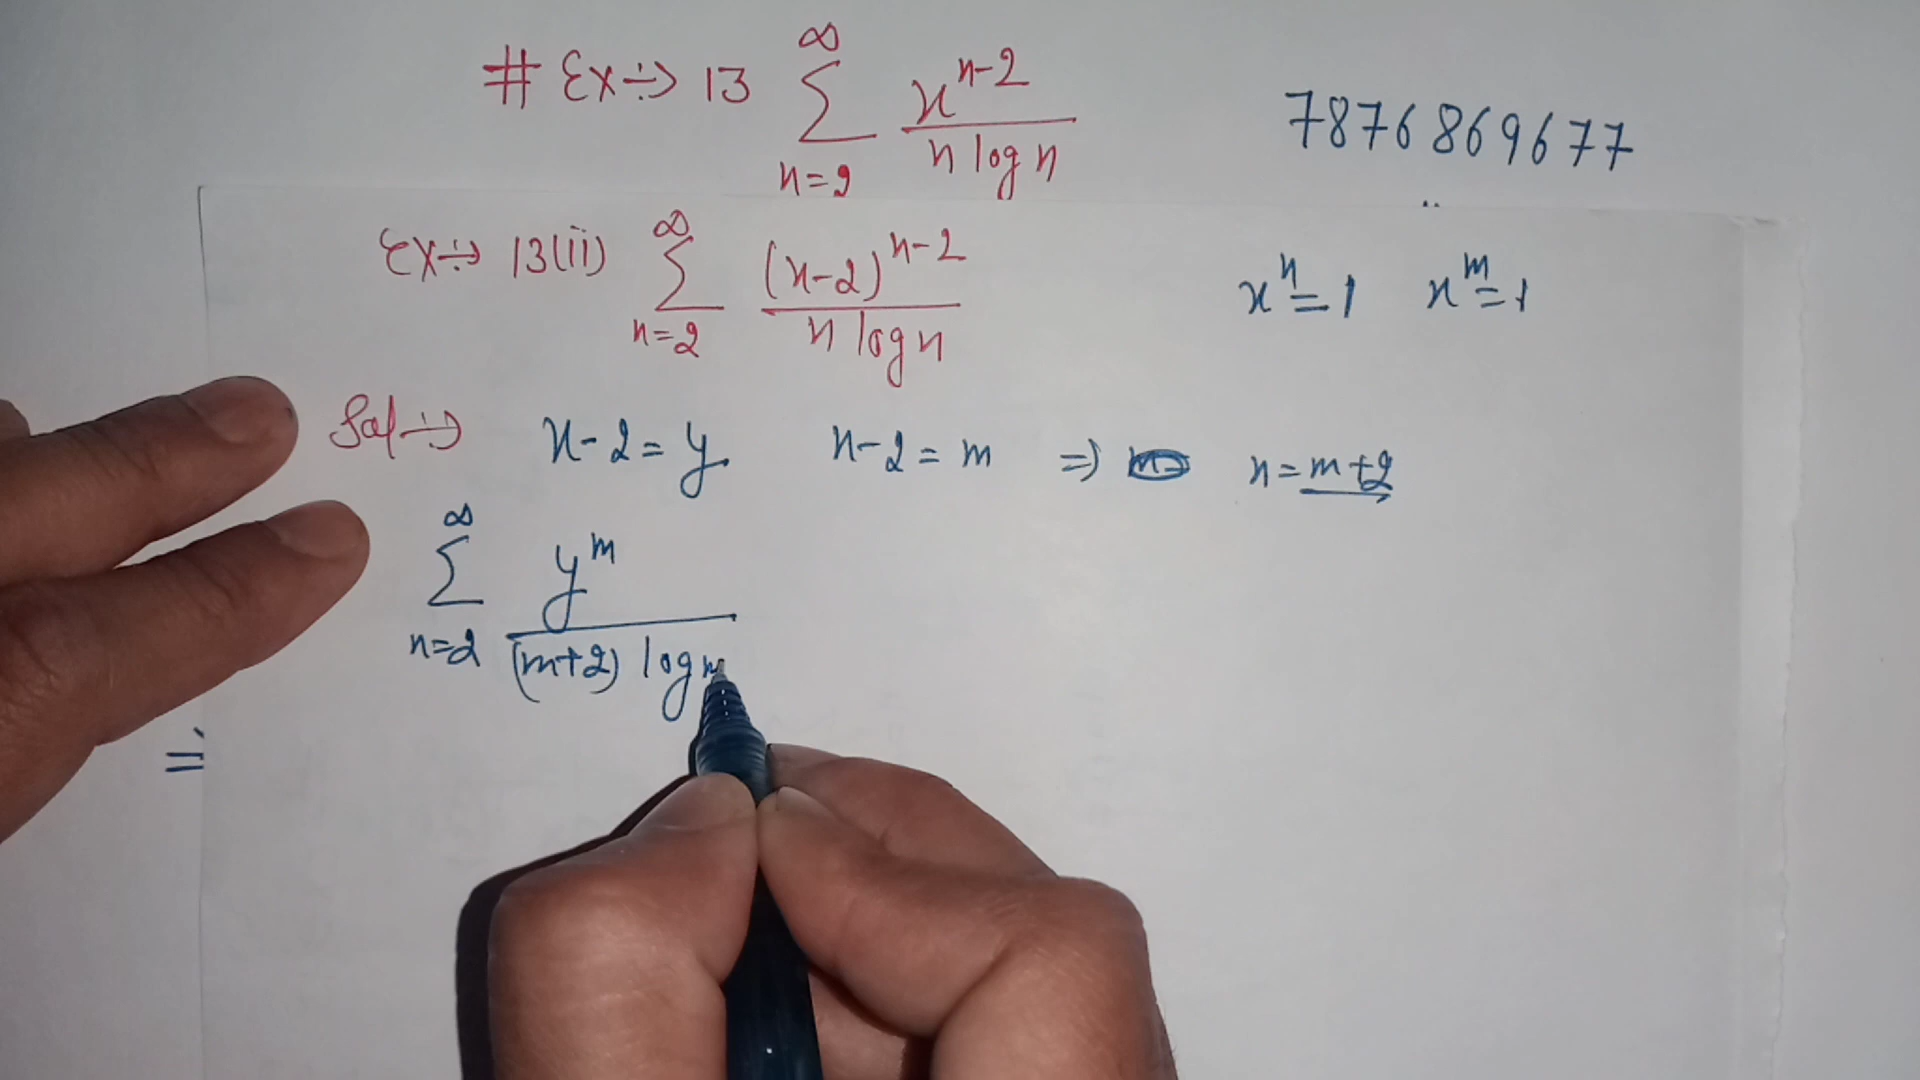 # Ex÷→ 13 ∞ Σ n=2 x^{n-2} / n log n
7876869677
Ex÷→ 13(ii) ∞ Σ n=2 (x-2)^{n-2} / n log n
x^n=1 x^m=1
Sol÷→ x-2=y n-2=m ⇒ n=m+2
∞ Σ n=2 y^m / (m+2) log m
=